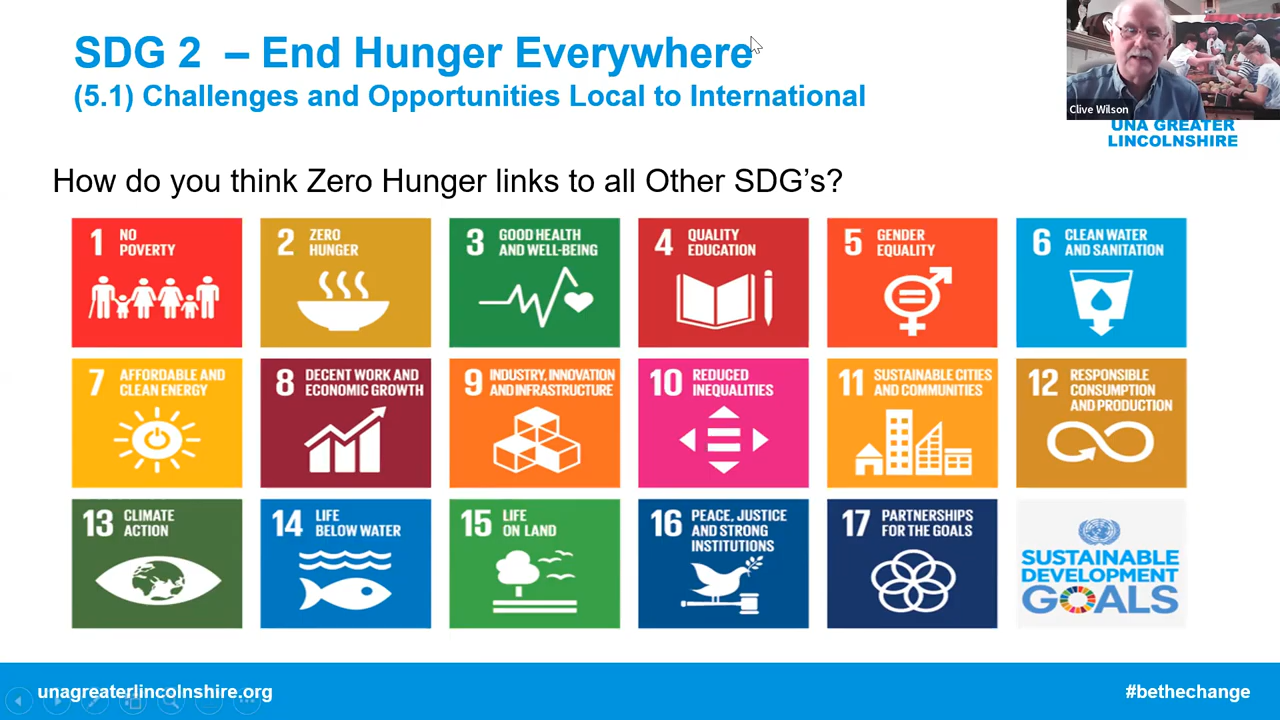 SDG 2 – End Hunger Everywhere
(5.1) Challenges and Opportunities Local to International
Clive Wilson
UNA GREATER
LINCOLNSHIRE
How do you think Zero Hunger links to all Other SDG’s?
1 NO
POVERTY
2 ZERO
HUNGER
3 GOOD HEALTH
AND WELL-BEING
4 QUALITY
EDUCATION
5 GENDER
EQUALITY
6 CLEAN WATER
AND SANITATION
7 AFFORDABLE AND
CLEAN ENERGY
8 DECENT WORK AND
ECONOMIC GROWTH
9 INDUSTRY, INNOVATION
AND INFRASTRUCTURE
10 REDUCED
INEQUALITIES
11 SUSTAINABLE CITIES
AND COMMUNITIES
12 RESPONSIBLE
CONSUMPTION
AND PRODUCTION
13 CLIMATE
ACTION
14 LIFE
BELOW WATER
15 LIFE
ON LAND
16 PEACE, JUSTICE
AND STRONG
INSTITUTIONS
17 PARTNERSHIPS
FOR THE GOALS
SUSTAINABLE
DEVELOPMENT
GOALS
unagreaterlincolnshire.org
#bethechange